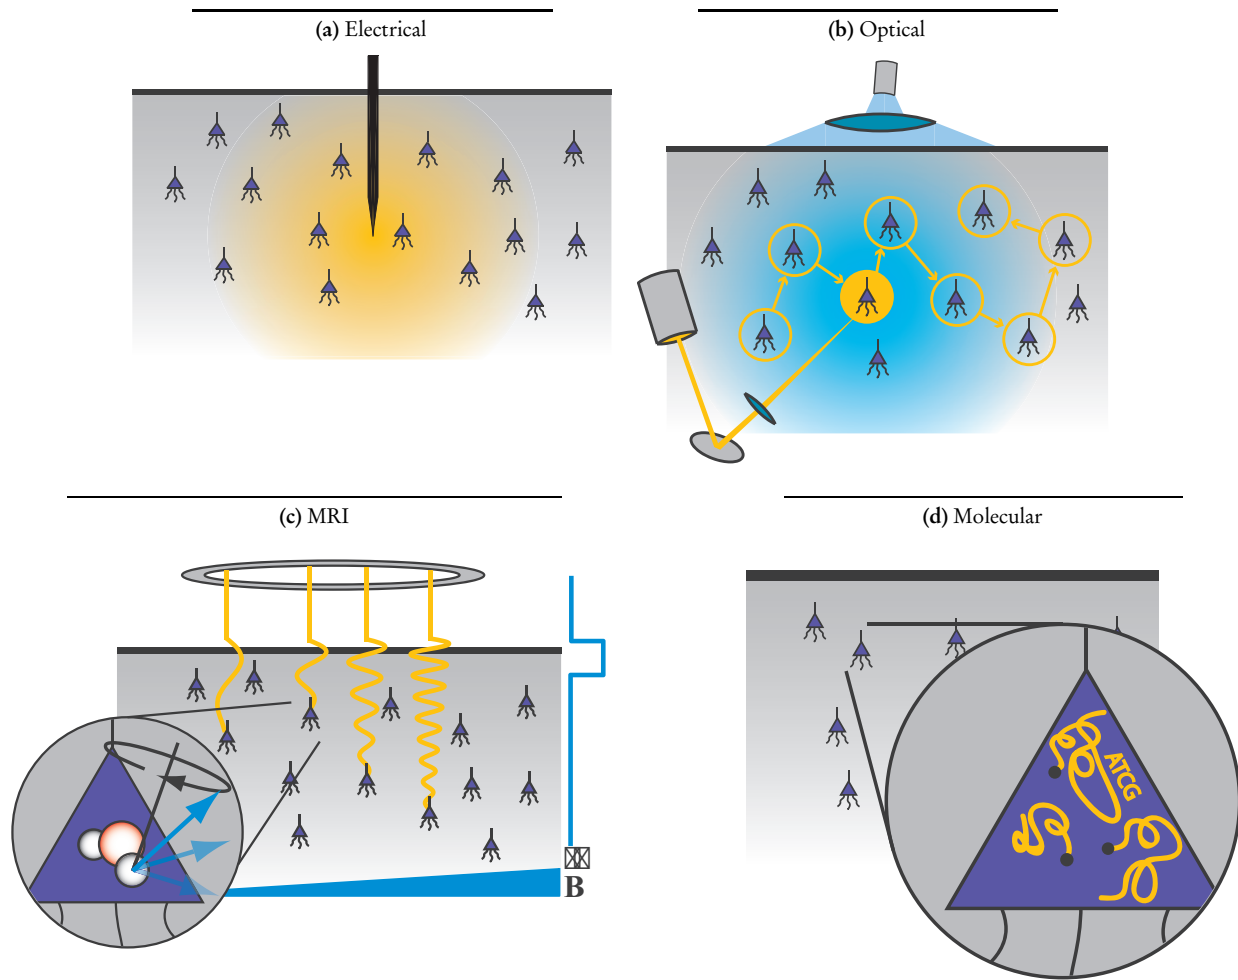 (a) Electrical
(b) Optical
(c) MRI
(d) Molecular
ATCG
B